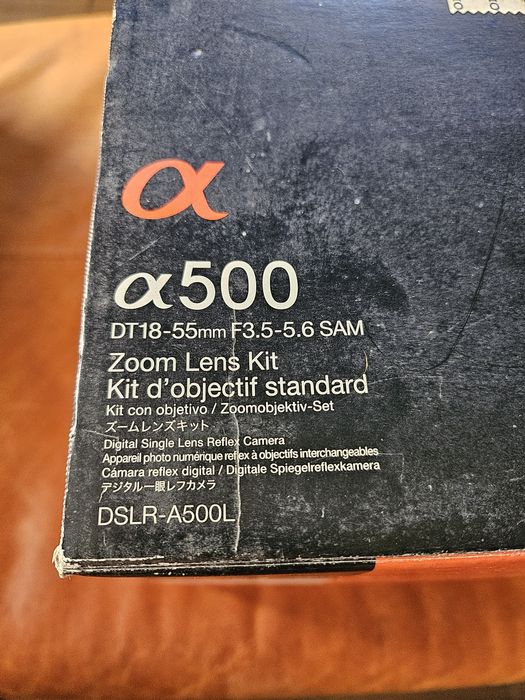 α
α500
DT18-55mm F3.5-5.6 SAM
Zoom Lens Kit
Kit d'objectif standard
Kit con objetivo / Zoomobjektiv-Set
ズームレンズキット
Digital Single Lens Reflex Camera
Appareil photo numérique reflex à objectifs interchangeables
Cámara reflex digital / Digitale Spiegelreflexkamera
デジタル一眼レフカメラ
DSLR-A500L